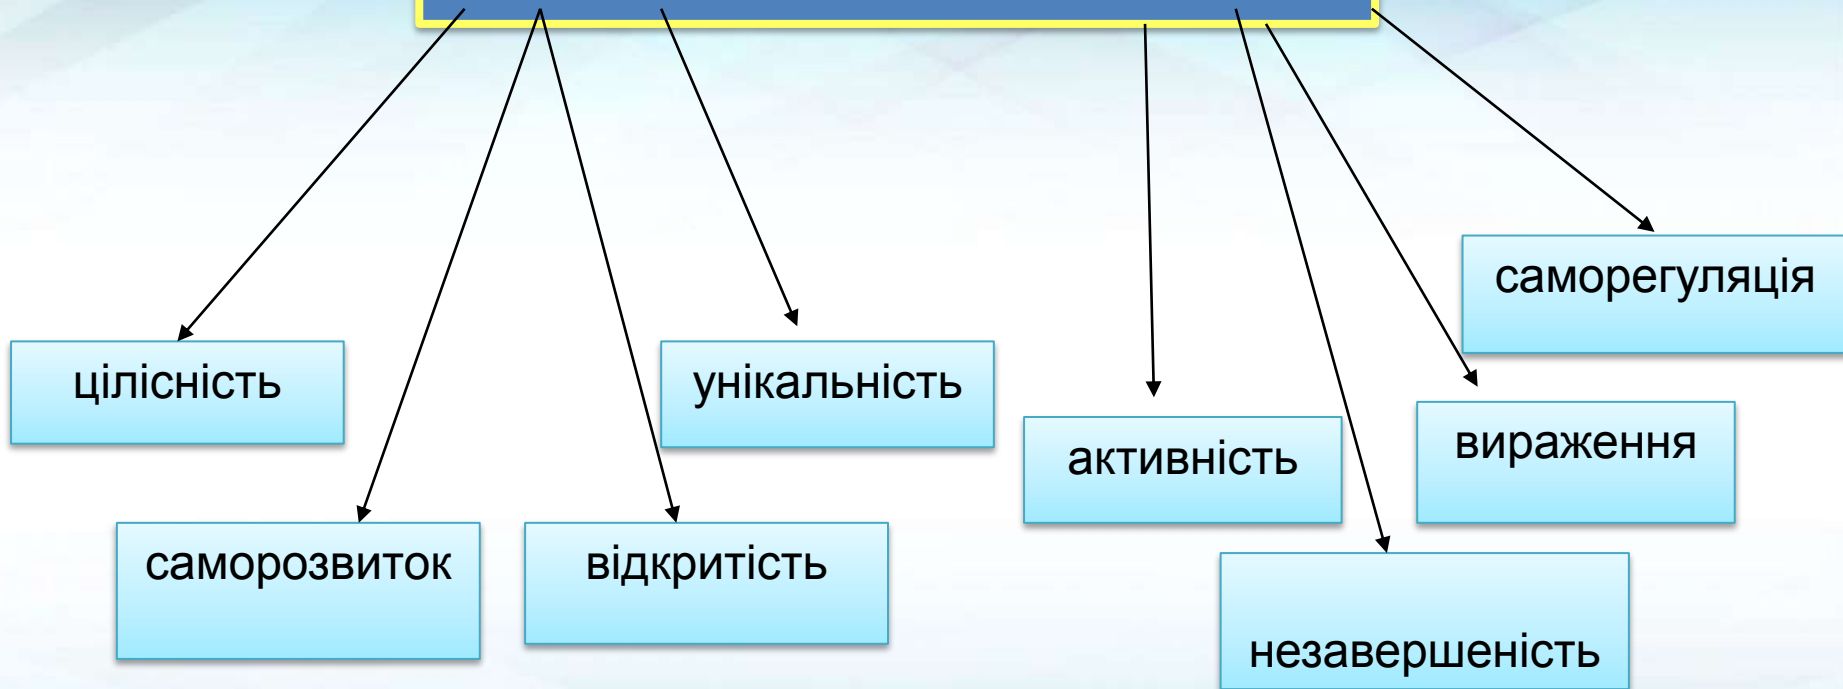 саморегуляція
цілісність
унікальність
активність
вираження
саморозвиток
відкритість
незавершеність